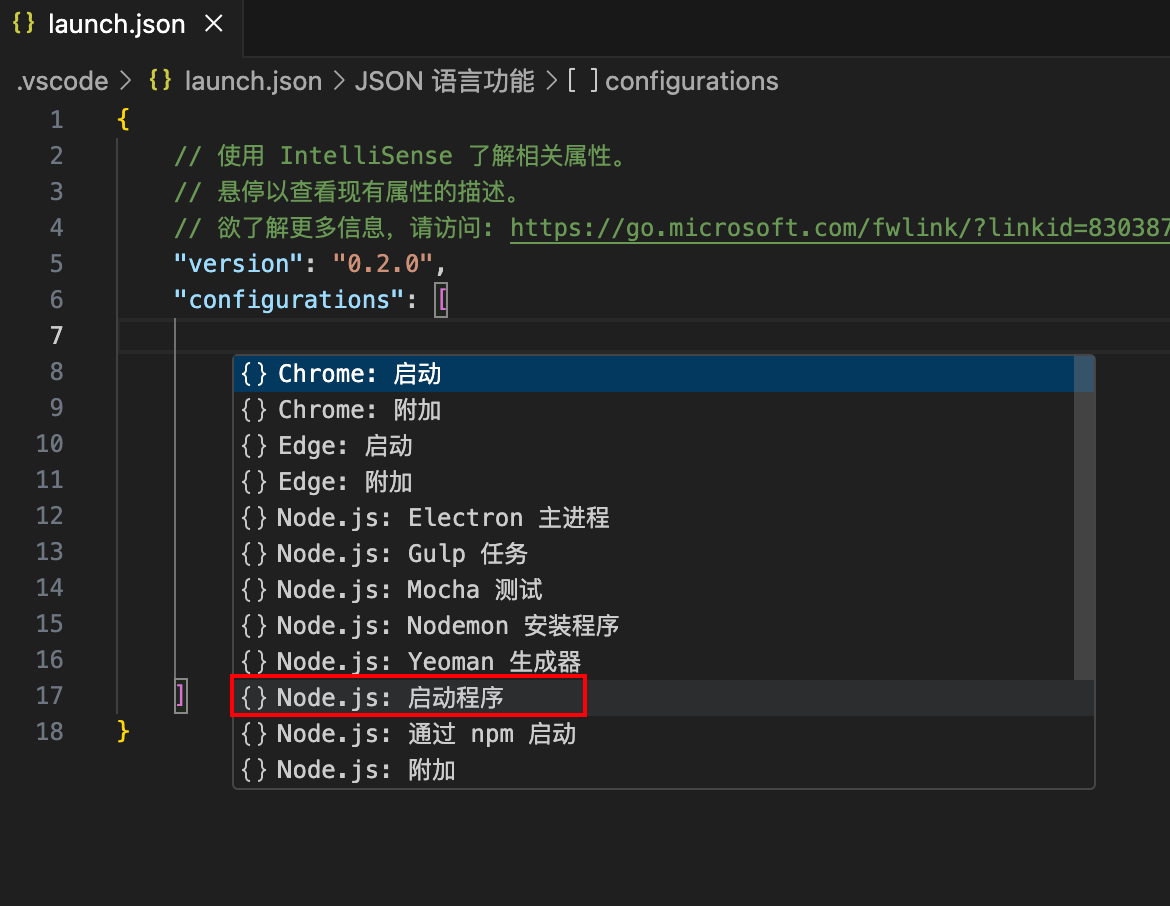 {} launch.json ×
.vscode > {} launch.json > JSON 语言功能 > [ ] configurations
1 {
2 // 使用 IntelliSense 了解相关属性。
3 // 悬停以查看现有属性的描述。
4 // 欲了解更多信息，请访问: https://go.microsoft.com/fwlink/?linkid=830387
5 "version": "0.2.0",
6 "configurations": [
7
8 {} Chrome: 启动
9 {} Chrome: 附加
10 {} Edge: 启动
11 {} Edge: 附加
12 {} Node.js: Electron 主进程
13 {} Node.js: Gulp 任务
14 {} Node.js: Mocha 测试
15 {} Node.js: Nodemon 安装程序
16 {} Node.js: Yeoman 生成器
17 ] {} Node.js: 启动程序
18 } {} Node.js: 通过 npm 启动
{} Node.js: 附加